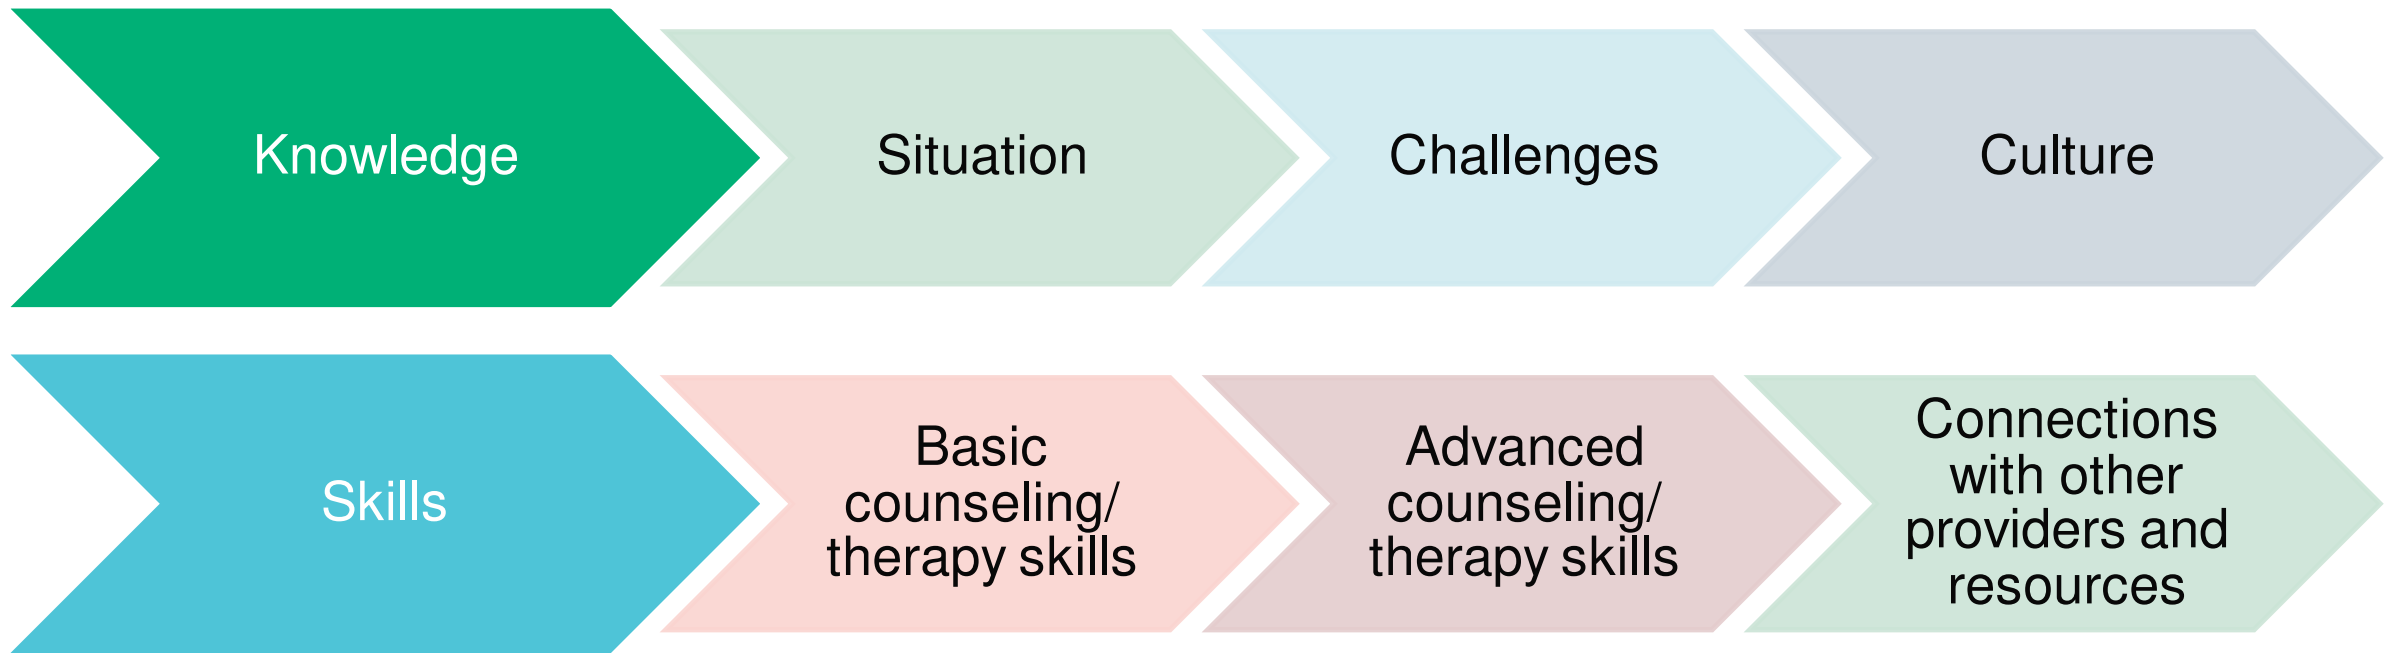 Knowledge
Situation
Challenges
Culture
Skills
Basic
counseling/
therapy skills
Advanced
counseling/
therapy skills
Connections
with other
providers and
resources